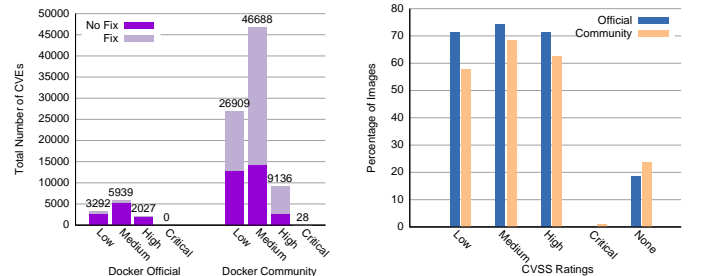 50000
45000
40000
35000
30000
25000
20000
15000
10000
5000
0
Total Number of CVEs
No Fix
Fix
3292
5939
2027
0
26909
46688
9136
28
Low
Medium
High
Critical
Low
Medium
High
Critical
Docker Official
Docker Community
80
70
60
50
40
30
20
10
0
Percentage of Images
Official
Community
Low
Medium
High
Critical
None
CVSS Ratings